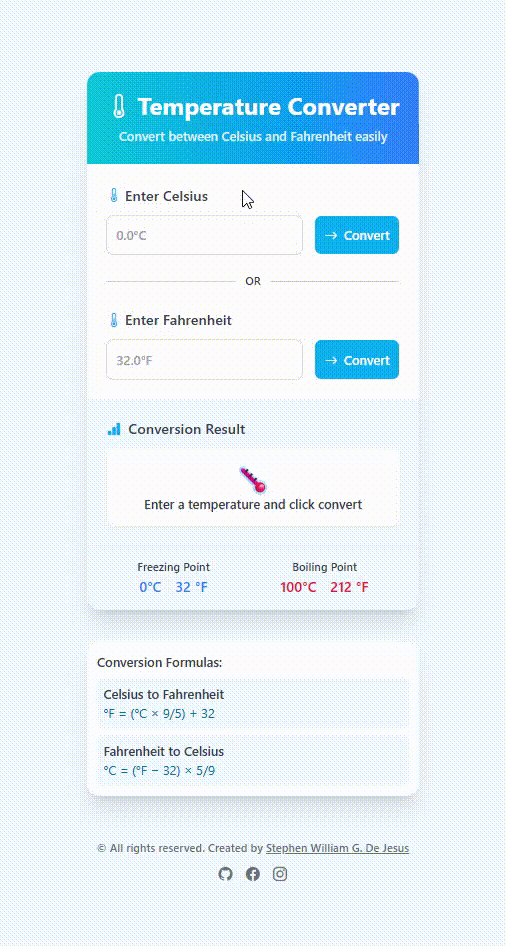 Temperature Converter
Convert between Celsius and Fahrenheit easily
Enter Celsius
0.0°C
→ Convert
OR
Enter Fahrenheit
32.0°F
→ Convert
Conversion Result
Enter a temperature and click convert
Freezing Point
0°C 32 °F
Boiling Point
100°C 212 °F
Conversion Formulas:
Celsius to Fahrenheit
°F = (°C × 9/5) + 32
Fahrenheit to Celsius
°C = (°F − 32) × 5/9
© All rights reserved. Created by Stephen William G. De Jesus